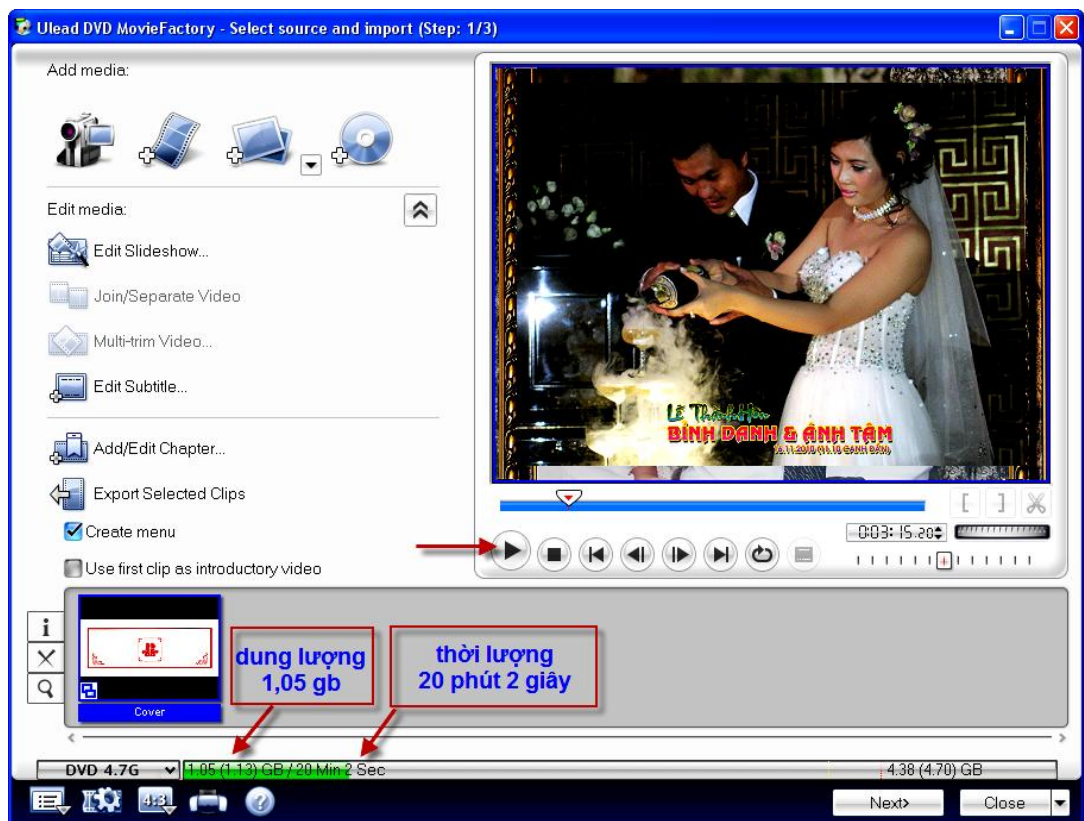 Ulead DVD MovieFactory - Select source and import (Step: 1/3)
Add media:
Edit media:
Edit Slideshow...
Join/Separate Video
Multi-trim Video...
Edit Subtitle...
Add/Edit Chapter...
Export Selected Clips
Create menu
Use first clip as introductory video
Lễ Thành Hôn
BÌNH DANH & ÁNH TÂM
0:03:15.20
[ ]
i
Cover
dung lượng
1,05 gb
thời lượng
20 phút 2 giây
DVD 4.7G
1.05 (1.13) GB / 20 Min 2 Sec
4.38 (4.70) GB
4:3
?
Next>
Close